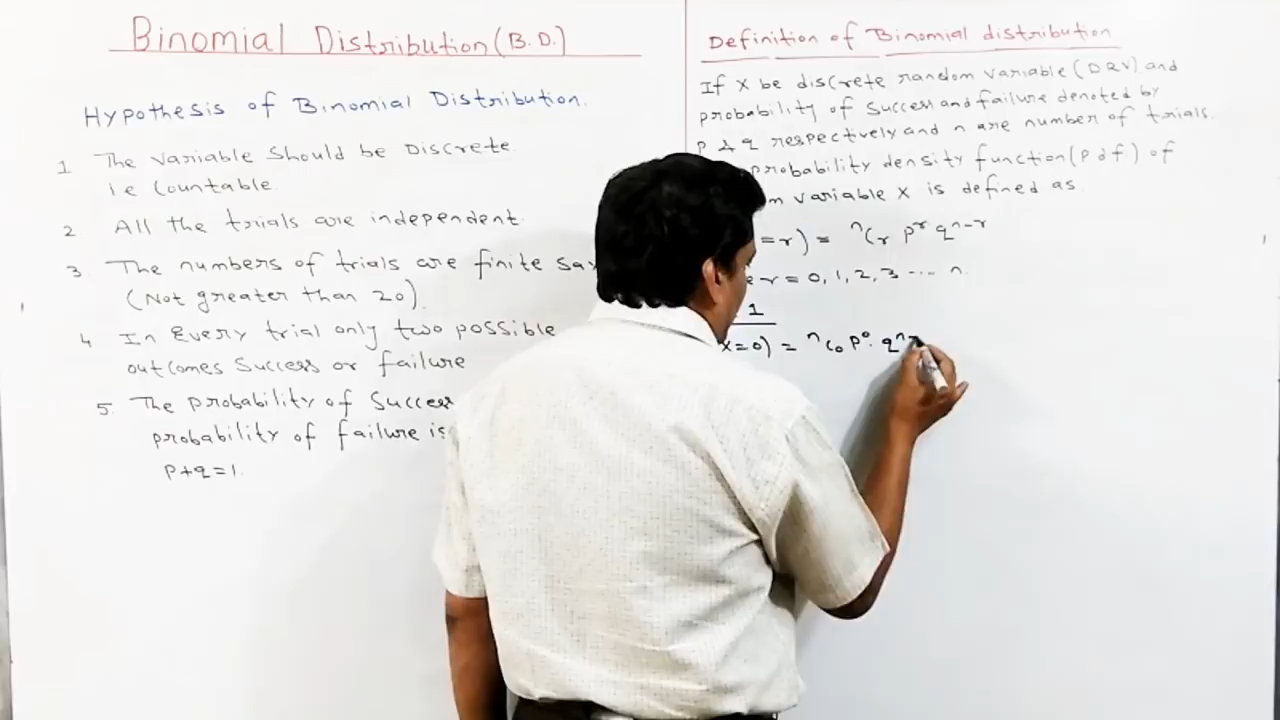 Binomial Distribution (B.D.)
Hypothesis of Binomial Distribution.
1 The Variable Should be Discrete
i.e Countable.
2 All the trials are independent.
3 The numbers of trials are finite say
(Not greater than 20)
4 In Every trial only two possible
outcomes Success or failure
5. The probability of Success
probability of failure is
p+q=1.
Definition of Binomial distribution
If X be discrete random variable (DRV) and
probability of Success and failure denoted by
p & q respectively and n are number of trials.
probability density function (P d f.) of
variable X is defined as
=r) = ⁿCᵣ pʳ qⁿ⁻ʳ
r = 0, 1, 2, 3 ---- n.
1
x=0) = ⁿC₀ p⁰. qⁿ